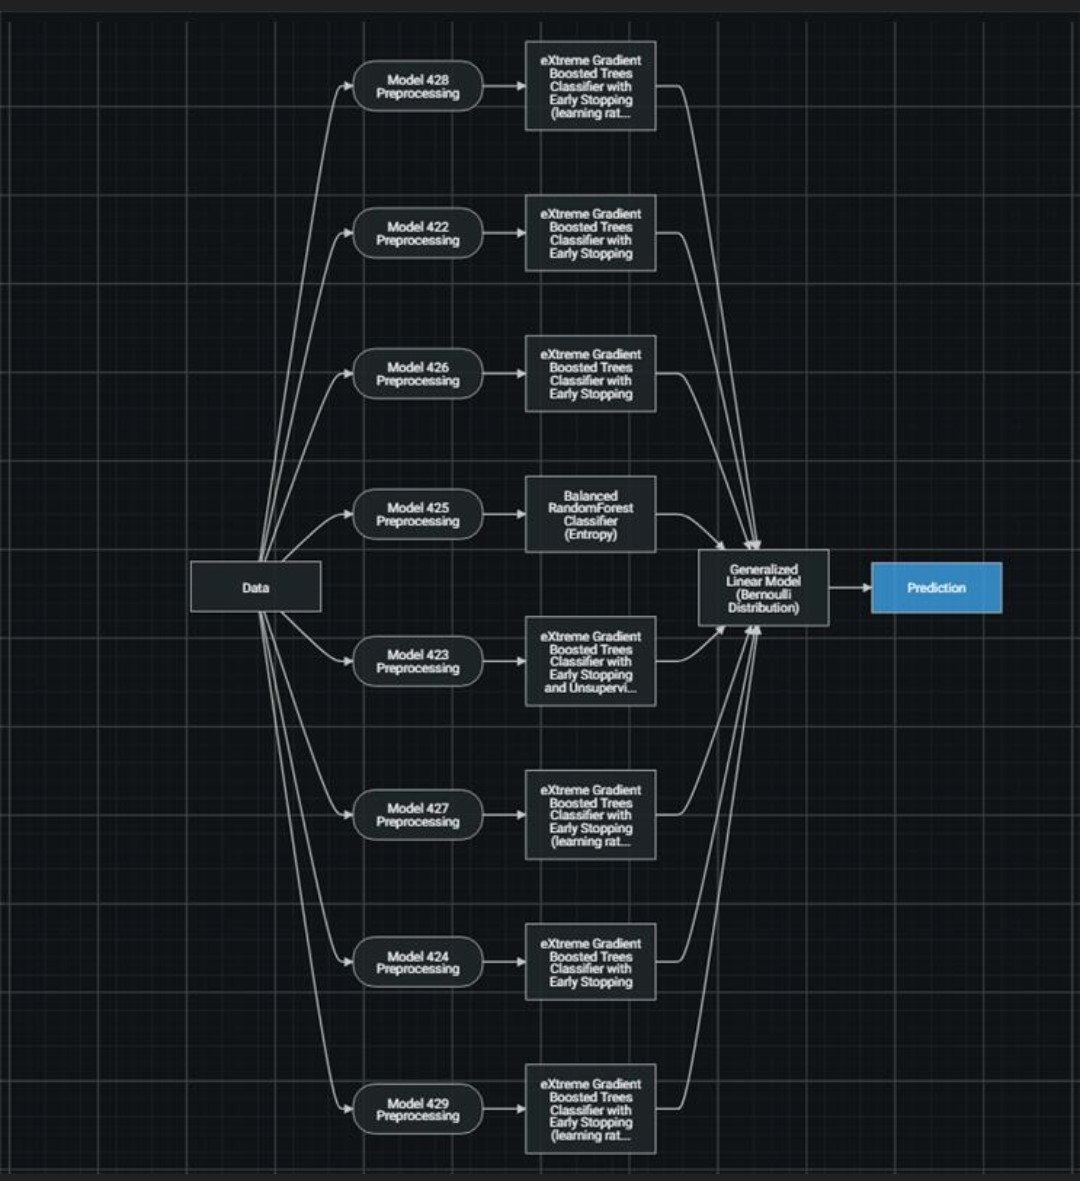 Model 428
Preprocessing
eXtreme Gradient
Boosted Trees
Classifier with
Early Stopping
(learning rat...
Model 422
Preprocessing
eXtreme Gradient
Boosted Trees
Classifier with
Early Stopping
Model 426
Preprocessing
eXtreme Gradient
Boosted Trees
Classifier with
Early Stopping
Model 425
Preprocessing
Balanced
RandomForest
Classifier
(Entropy)
Data
Generalized
Linear Model
(Bernoulli
Distribution)
Prediction
Model 423
Preprocessing
eXtreme Gradient
Boosted Trees
Classifier with
Early Stopping
and Unsupervi...
Model 427
Preprocessing
eXtreme Gradient
Boosted Trees
Classifier with
Early Stopping
(learning rat...
Model 424
Preprocessing
eXtreme Gradient
Boosted Trees
Classifier with
Early Stopping
Model 429
Preprocessing
eXtreme Gradient
Boosted Trees
Classifier with
Early Stopping
(learning rat...